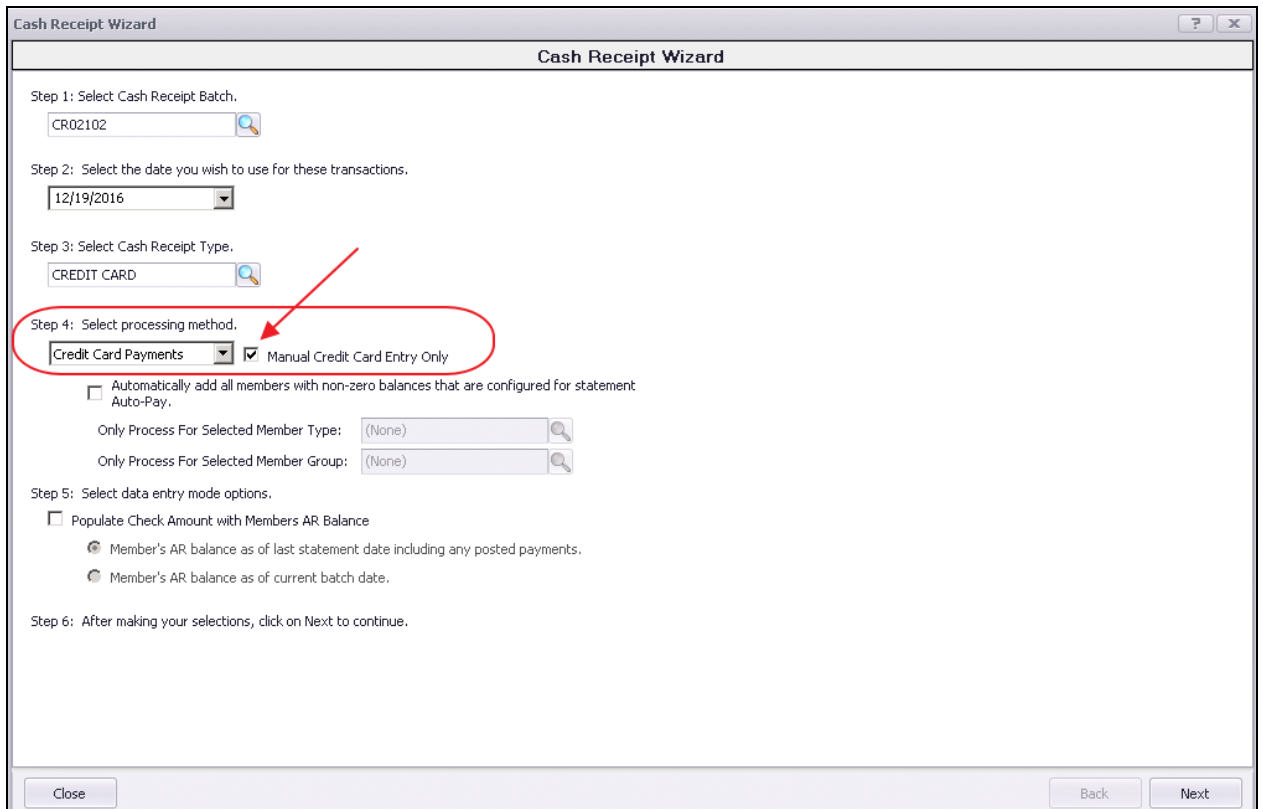 Cash Receipt Wizard
? x
Cash Receipt Wizard
Step 1: Select Cash Receipt Batch.
CR02102
Step 2: Select the date you wish to use for these transactions.
12/19/2016
Step 3: Select Cash Receipt Type.
CREDIT CARD
Step 4: Select processing method.
Credit Card Payments Manual Credit Card Entry Only
Automatically add all members with non-zero balances that are configured for statement
Auto-Pay.
Only Process For Selected Member Type: (None)
Only Process For Selected Member Group: (None)
Step 5: Select data entry mode options.
Populate Check Amount with Members AR Balance
Member's AR balance as of last statement date including any posted payments.
Member's AR balance as of current batch date.
Step 6: After making your selections, click on Next to continue.
Close Back Next